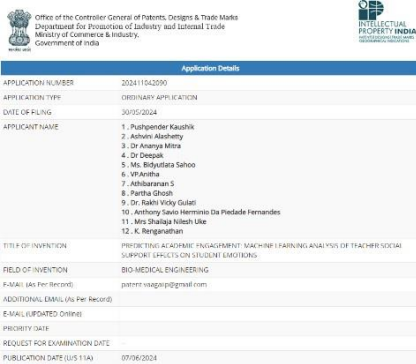 Office of the Controller General of Patents, Designs & Trade Marks
Department for Promotion of Industry and Internal Trade
Ministry of Commerce & Industry,
Government of India
INTELLECTUAL
PROPERTY INDIA
Application Details
APPLICATION NUMBER 202411042090
APPLICATION TYPE ORDINARY APPLICATION
DATE OF FILING 30/05/2024
APPLICANT NAME
1 . Pushpender Kaushik
2 . Ashvini Alashetty
3 . Dr Ananya Mitra
4 . Dr Deepak
5 . Ms. Bidyutlata Sahoo
6 . VP.Anitha
7 . Athibaranan S
8 . Partha Ghosh
9 . Dr. Rakhi Vicky Gulati
10 . Anthony Savio Herminio Da Piedade Fernandes
11 . Mrs Shailaja Nilesh Uke
12 . K. Renganathan
TITLE OF INVENTION PREDICTING ACADEMIC ENGAGEMENT: MACHINE LEARNING ANALYSIS OF TEACHER SOCIAL
SUPPORT EFFECTS ON STUDENT EMOTIONS
FIELD OF INVENTION BIO-MEDICAL ENGINEERING
E-MAIL (As Per Record)
ADDITIONAL EMAIL (As Per Record)
E-MAIL (UPDATED Online)
PRIORITY DATE
REQUEST FOR EXAMINATION DATE --
PUBLICATION DATE (U/S 11A) 07/06/2024